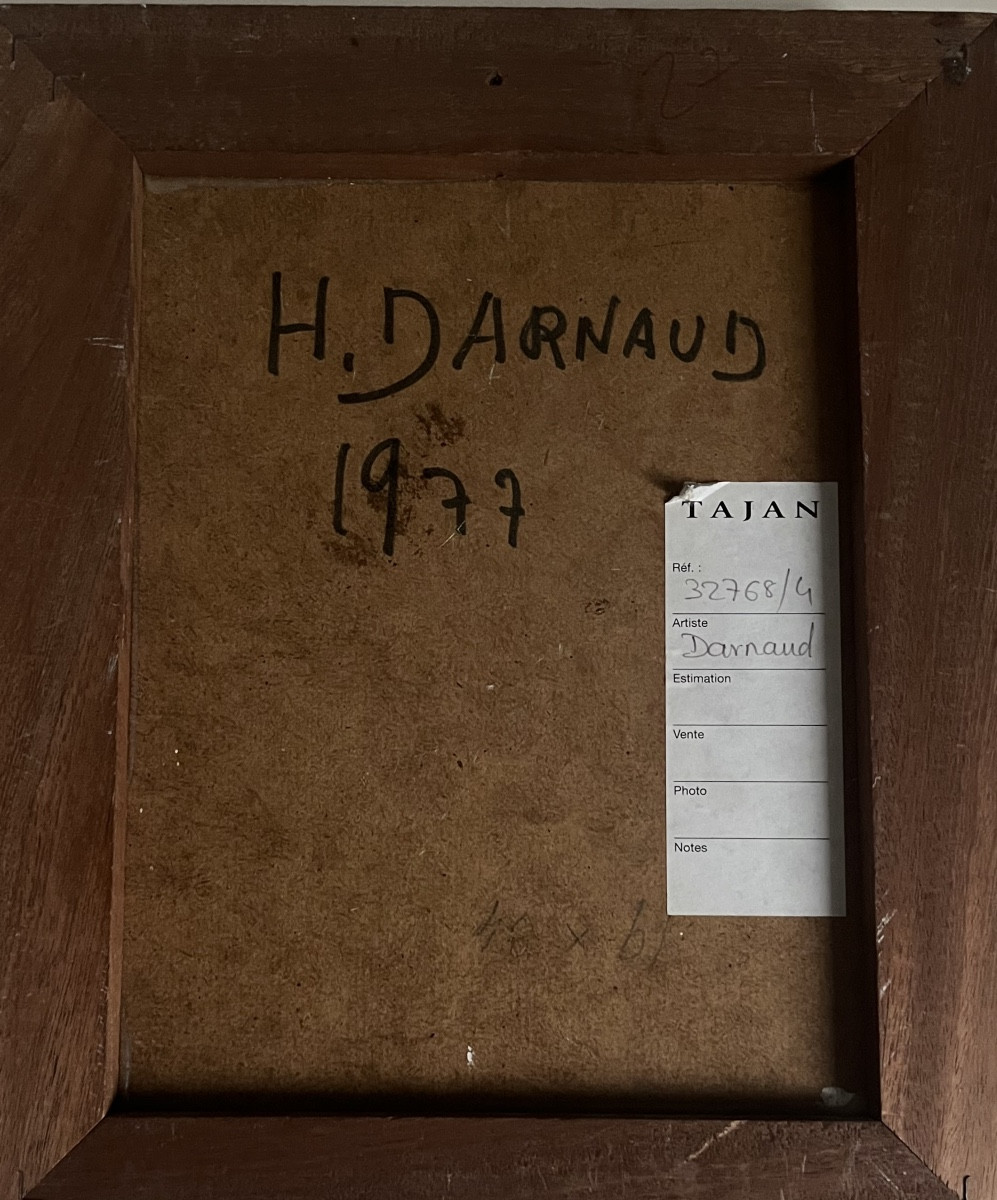 H. DARNAUD
1977
TAJAN
Réf. :
32768/4
Artiste
Darnaud
Estimation
Vente
Photo
Notes